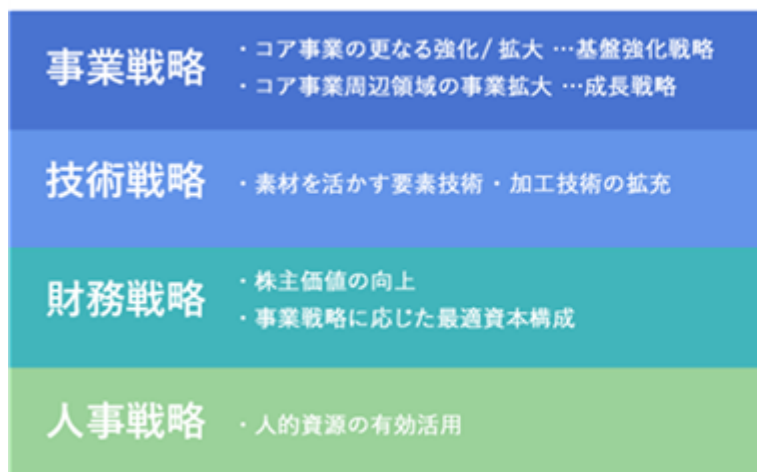 事業戦略
・コア事業の更なる強化/拡大 …基盤強化戦略
・コア事業周辺領域の事業拡大 …成長戦略
技術戦略
・素材を活かす要素技術・加工技術の拡充
財務戦略
・株主価値の向上
・事業戦略に応じた最適資本構成
人事戦略
・人的資源の有効活用